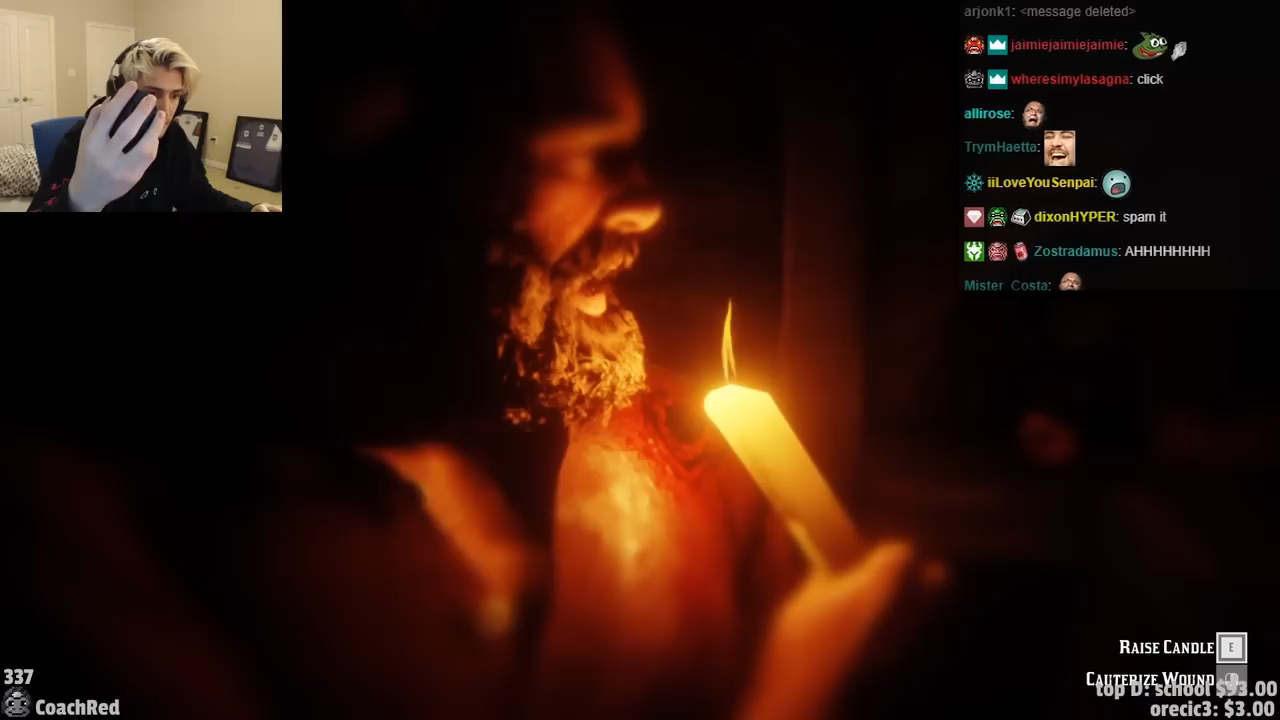 arjonk1: <message deleted>
jaimiejaimiejaimie:
wheresimylasagna: click
allirose:
TrymHaetta:
iiLoveYouSenpai:
dixonHYPER: spam it
Zostradamus: AHHHHHHHH
Mister_Costa:
RAISE CANDLE E
CAUTERIZE WOUND
top D: school $93.00
orecic3: $3.00
337
CoachRed